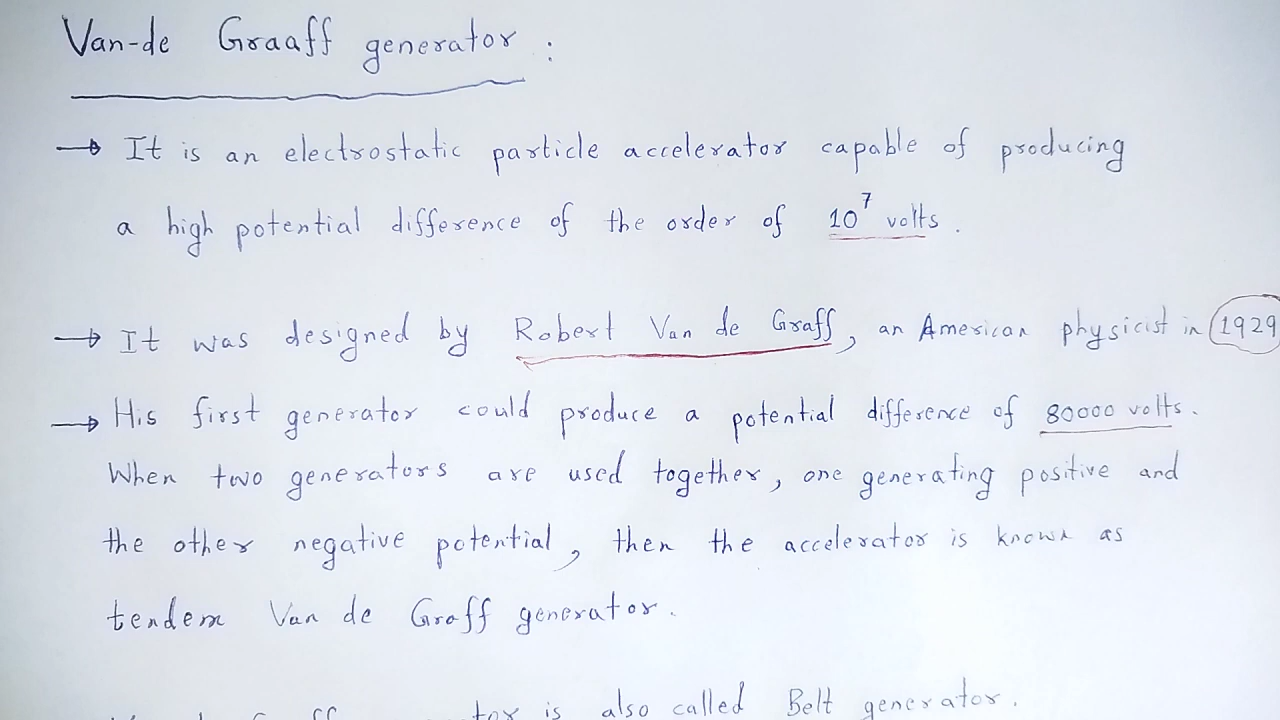 Van-de Graaff generator :
→ It is an electrostatic particle accelerator capable of producing
a high potential difference of the order of 10⁷ volts.
→ It was designed by Robert Van de Graff, an American physicist in 1929
→ His first generator could produce a potential difference of 80000 volts.
When two generators are used together, one generating positive and
the other negative potential, then the accelerator is known as
tendem Van de Graff generator.
is also called Belt generator.